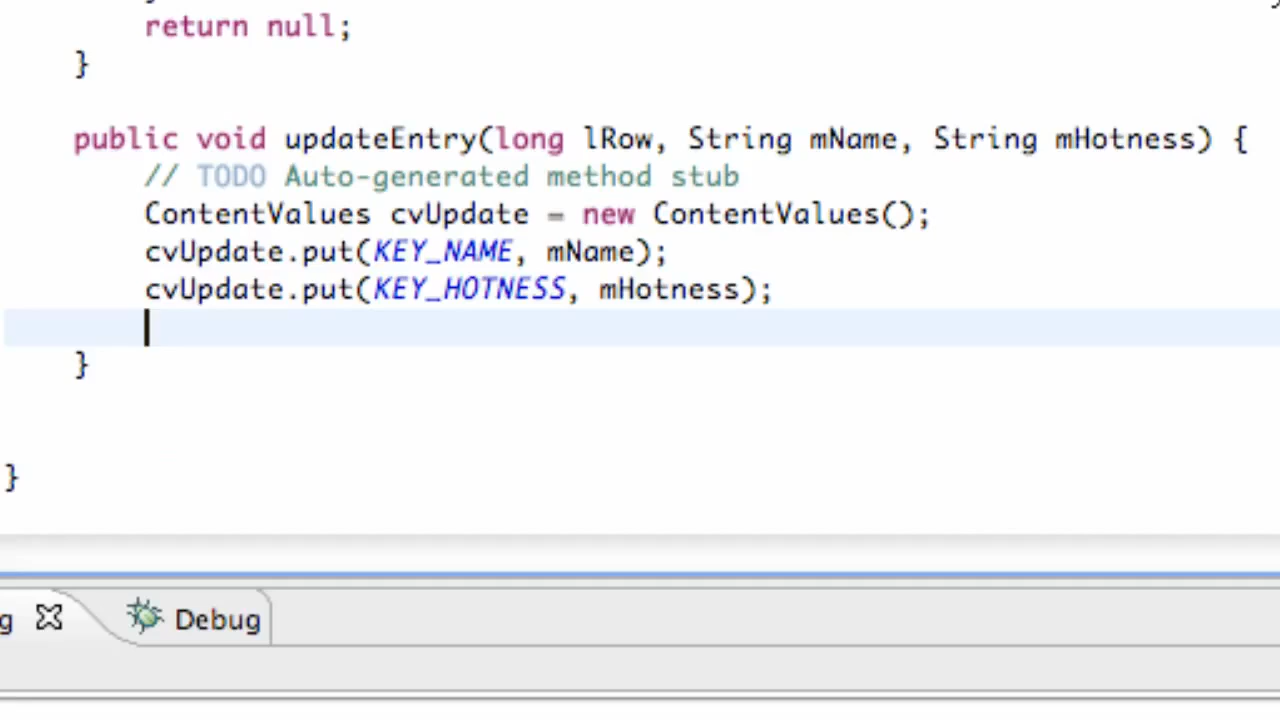 return null;
}
public void updateEntry(long lRow, String mName, String mHotness) {
// TODO Auto-generated method stub
ContentValues cvUpdate = new ContentValues();
cvUpdate.put(KEY_NAME, mName);
cvUpdate.put(KEY_HOTNESS, mHotness);
}
}
g Debug